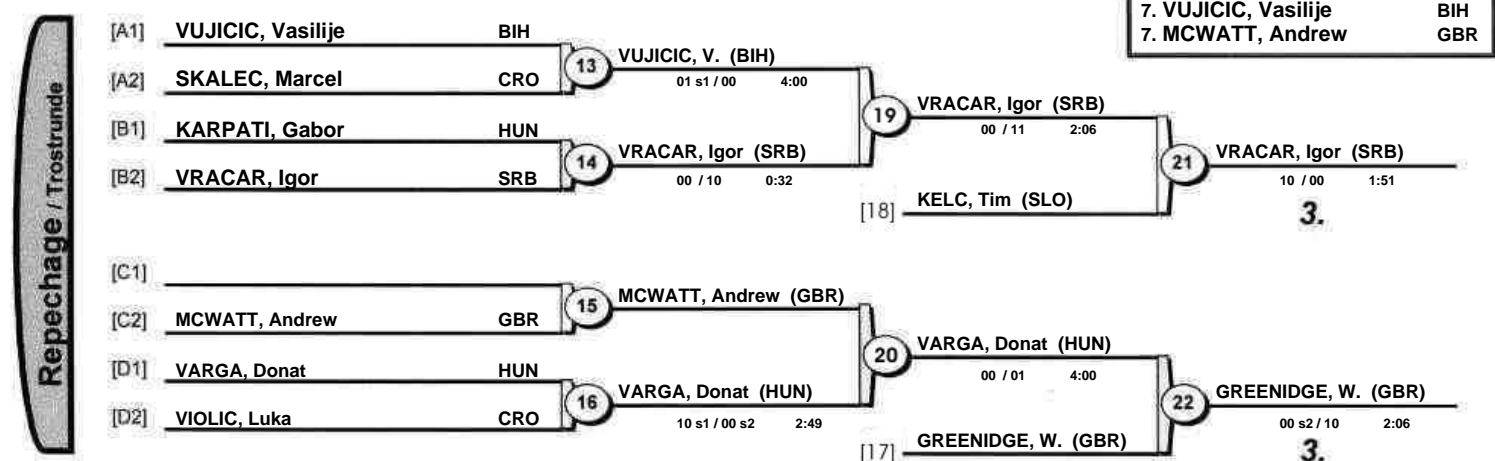 7. VUJICIC, Vasilije BIH
7. MCWATT, Andrew GBR
Repechage / Trostrunde
[A1] VUJICIC, Vasilije BIH
[A2] SKALEC, Marcel CRO
13 VUJICIC, V. (BIH)
01 s1 / 00 4:00
[B1] KARPATI, Gabor HUN
[B2] VRACAR, Igor SRB
14 VRACAR, Igor (SRB)
00 / 10 0:32
19 VRACAR, Igor (SRB)
00 / 11 2:06
[18] KELC, Tim (SLO)
21 VRACAR, Igor (SRB)
10 / 00 1:51
3.
[C1]
[C2] MCWATT, Andrew GBR
15 MCWATT, Andrew (GBR)
[D1] VARGA, Donat HUN
[D2] VIOLIC, Luka CRO
16 VARGA, Donat (HUN)
10 s1 / 00 s2 2:49
20 VARGA, Donat (HUN)
00 / 01 4:00
[17] GREENIDGE, W. (GBR)
22 GREENIDGE, W. (GBR)
00 s2 / 10 2:06
3.